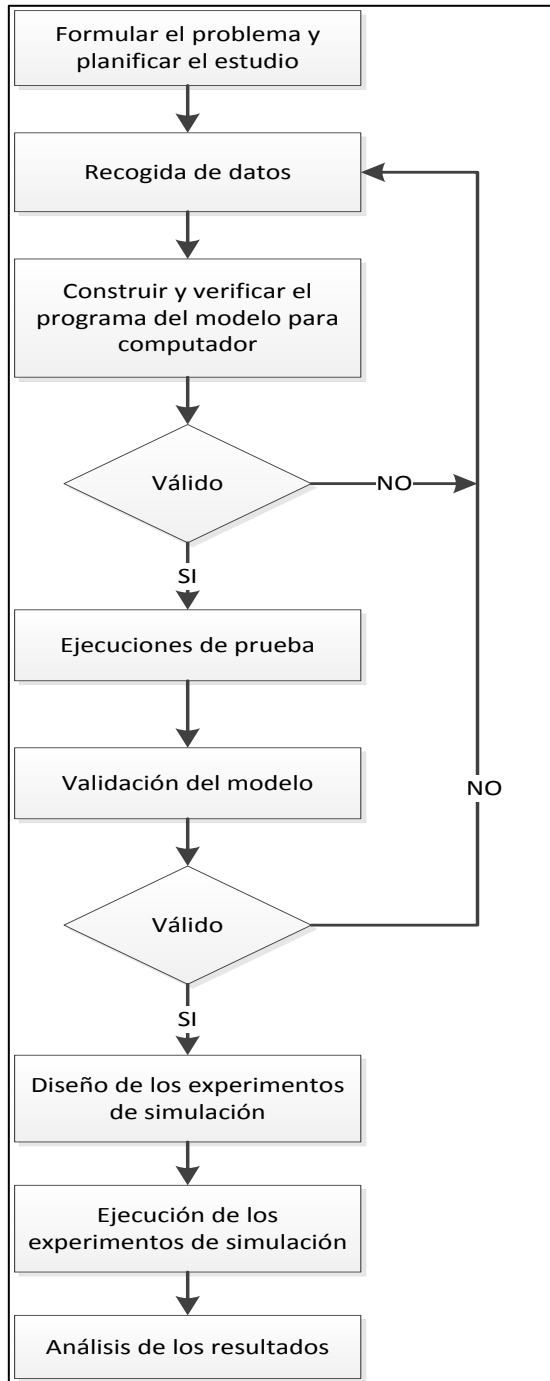 Formular el problema y
planificar el estudio
Recogida de datos
Construir y verificar el
programa del modelo para
computador
Válido
NO
SI
Ejecuciones de prueba
Validación del modelo
NO
Válido
SI
Diseño de los experimentos
de simulación
Ejecución de los
experimentos de simulación
Análisis de los resultados